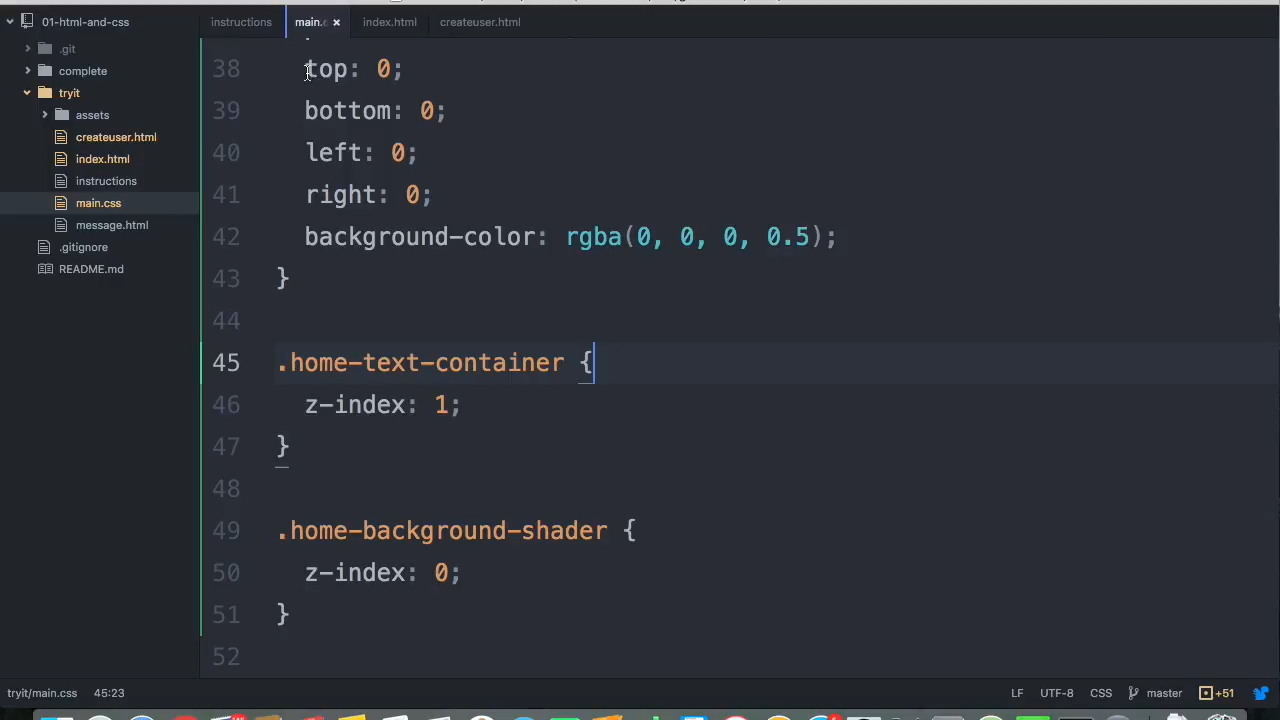 01-html-and-css
instructions
main.c
index.html
createuser.html
.git
complete
tryit
assets
createuser.html
index.html
instructions
main.css
message.html
.gitignore
README.md
38 top: 0;
39 bottom: 0;
40 left: 0;
41 right: 0;
42 background-color: rgba(0, 0, 0, 0.5);
43 }
44
45 .home-text-container {
46 z-index: 1;
47 }
48
49 .home-background-shader {
50 z-index: 0;
51 }
52
tryit/main.css 45:23 LF UTF-8 CSS master +51